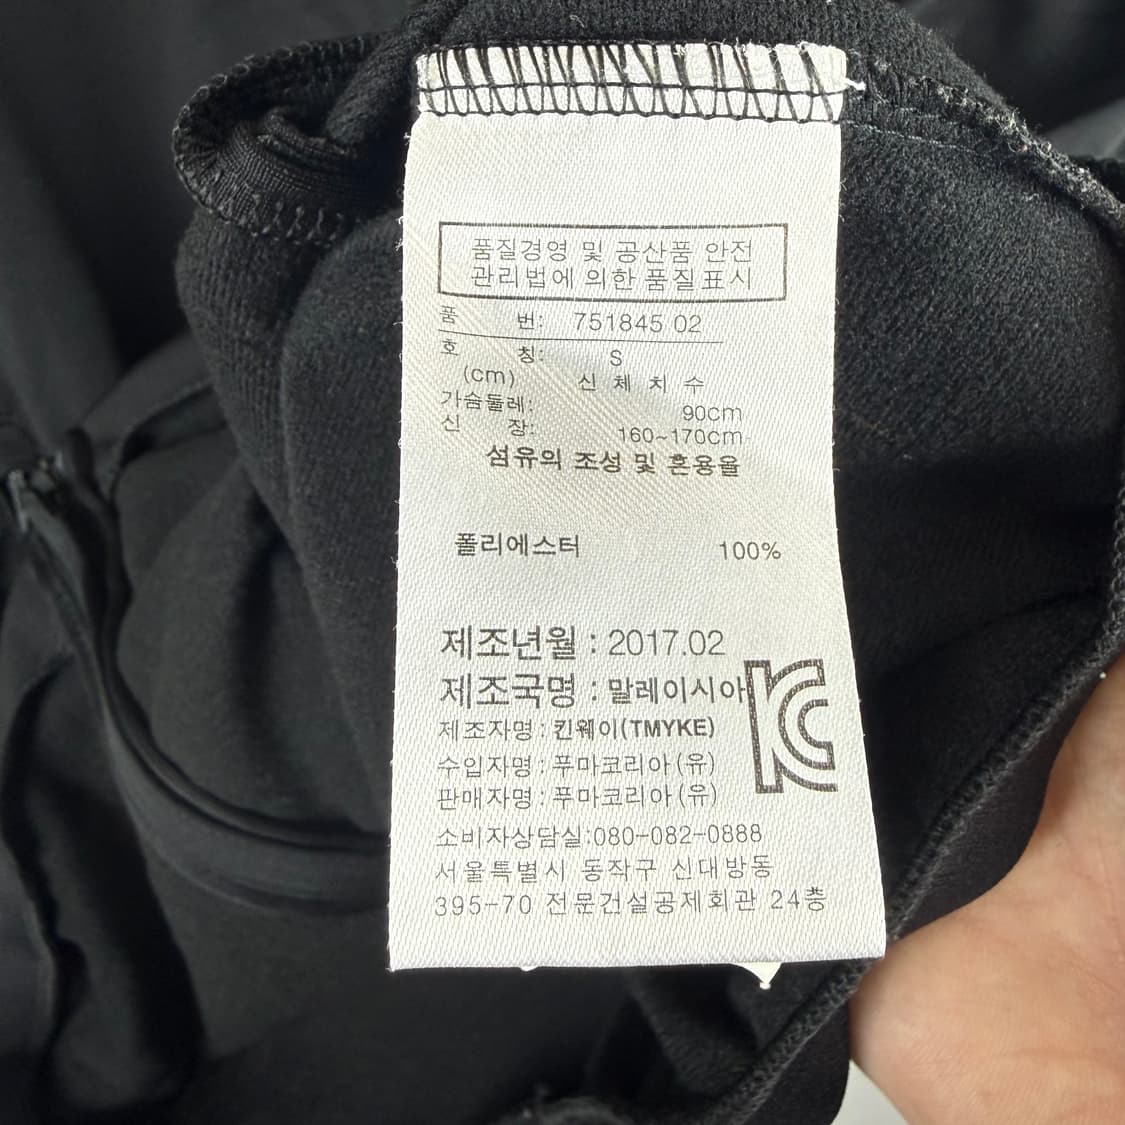 품질경영 및 공산품 안전
관리법에 의한 품질표시
품 번: 751845 02
호 칭: S
(cm) 신 체 치 수
가슴둘레: 90cm
신 장: 160~170cm
섬유의 조성 및 혼용율
폴리에스터 100%
제조년월 : 2017.02
제조국명 : 말레이시아
제조자명 : 킨웨이(TMYKE)
수입자명 : 푸마코리아(유)
판매자명 : 푸마코리아(유)
KC
소비자상담실:080-082-0888
서울특별시 동작구 신대방동
395-70 전문건설공제회관 24층